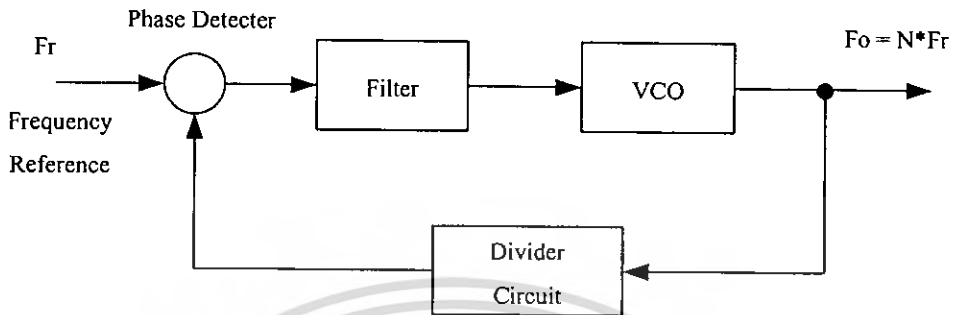 Phase Detecter
Fr
Fo = N*Fr
Filter
VCO
Frequency
Reference
Divider
Circuit